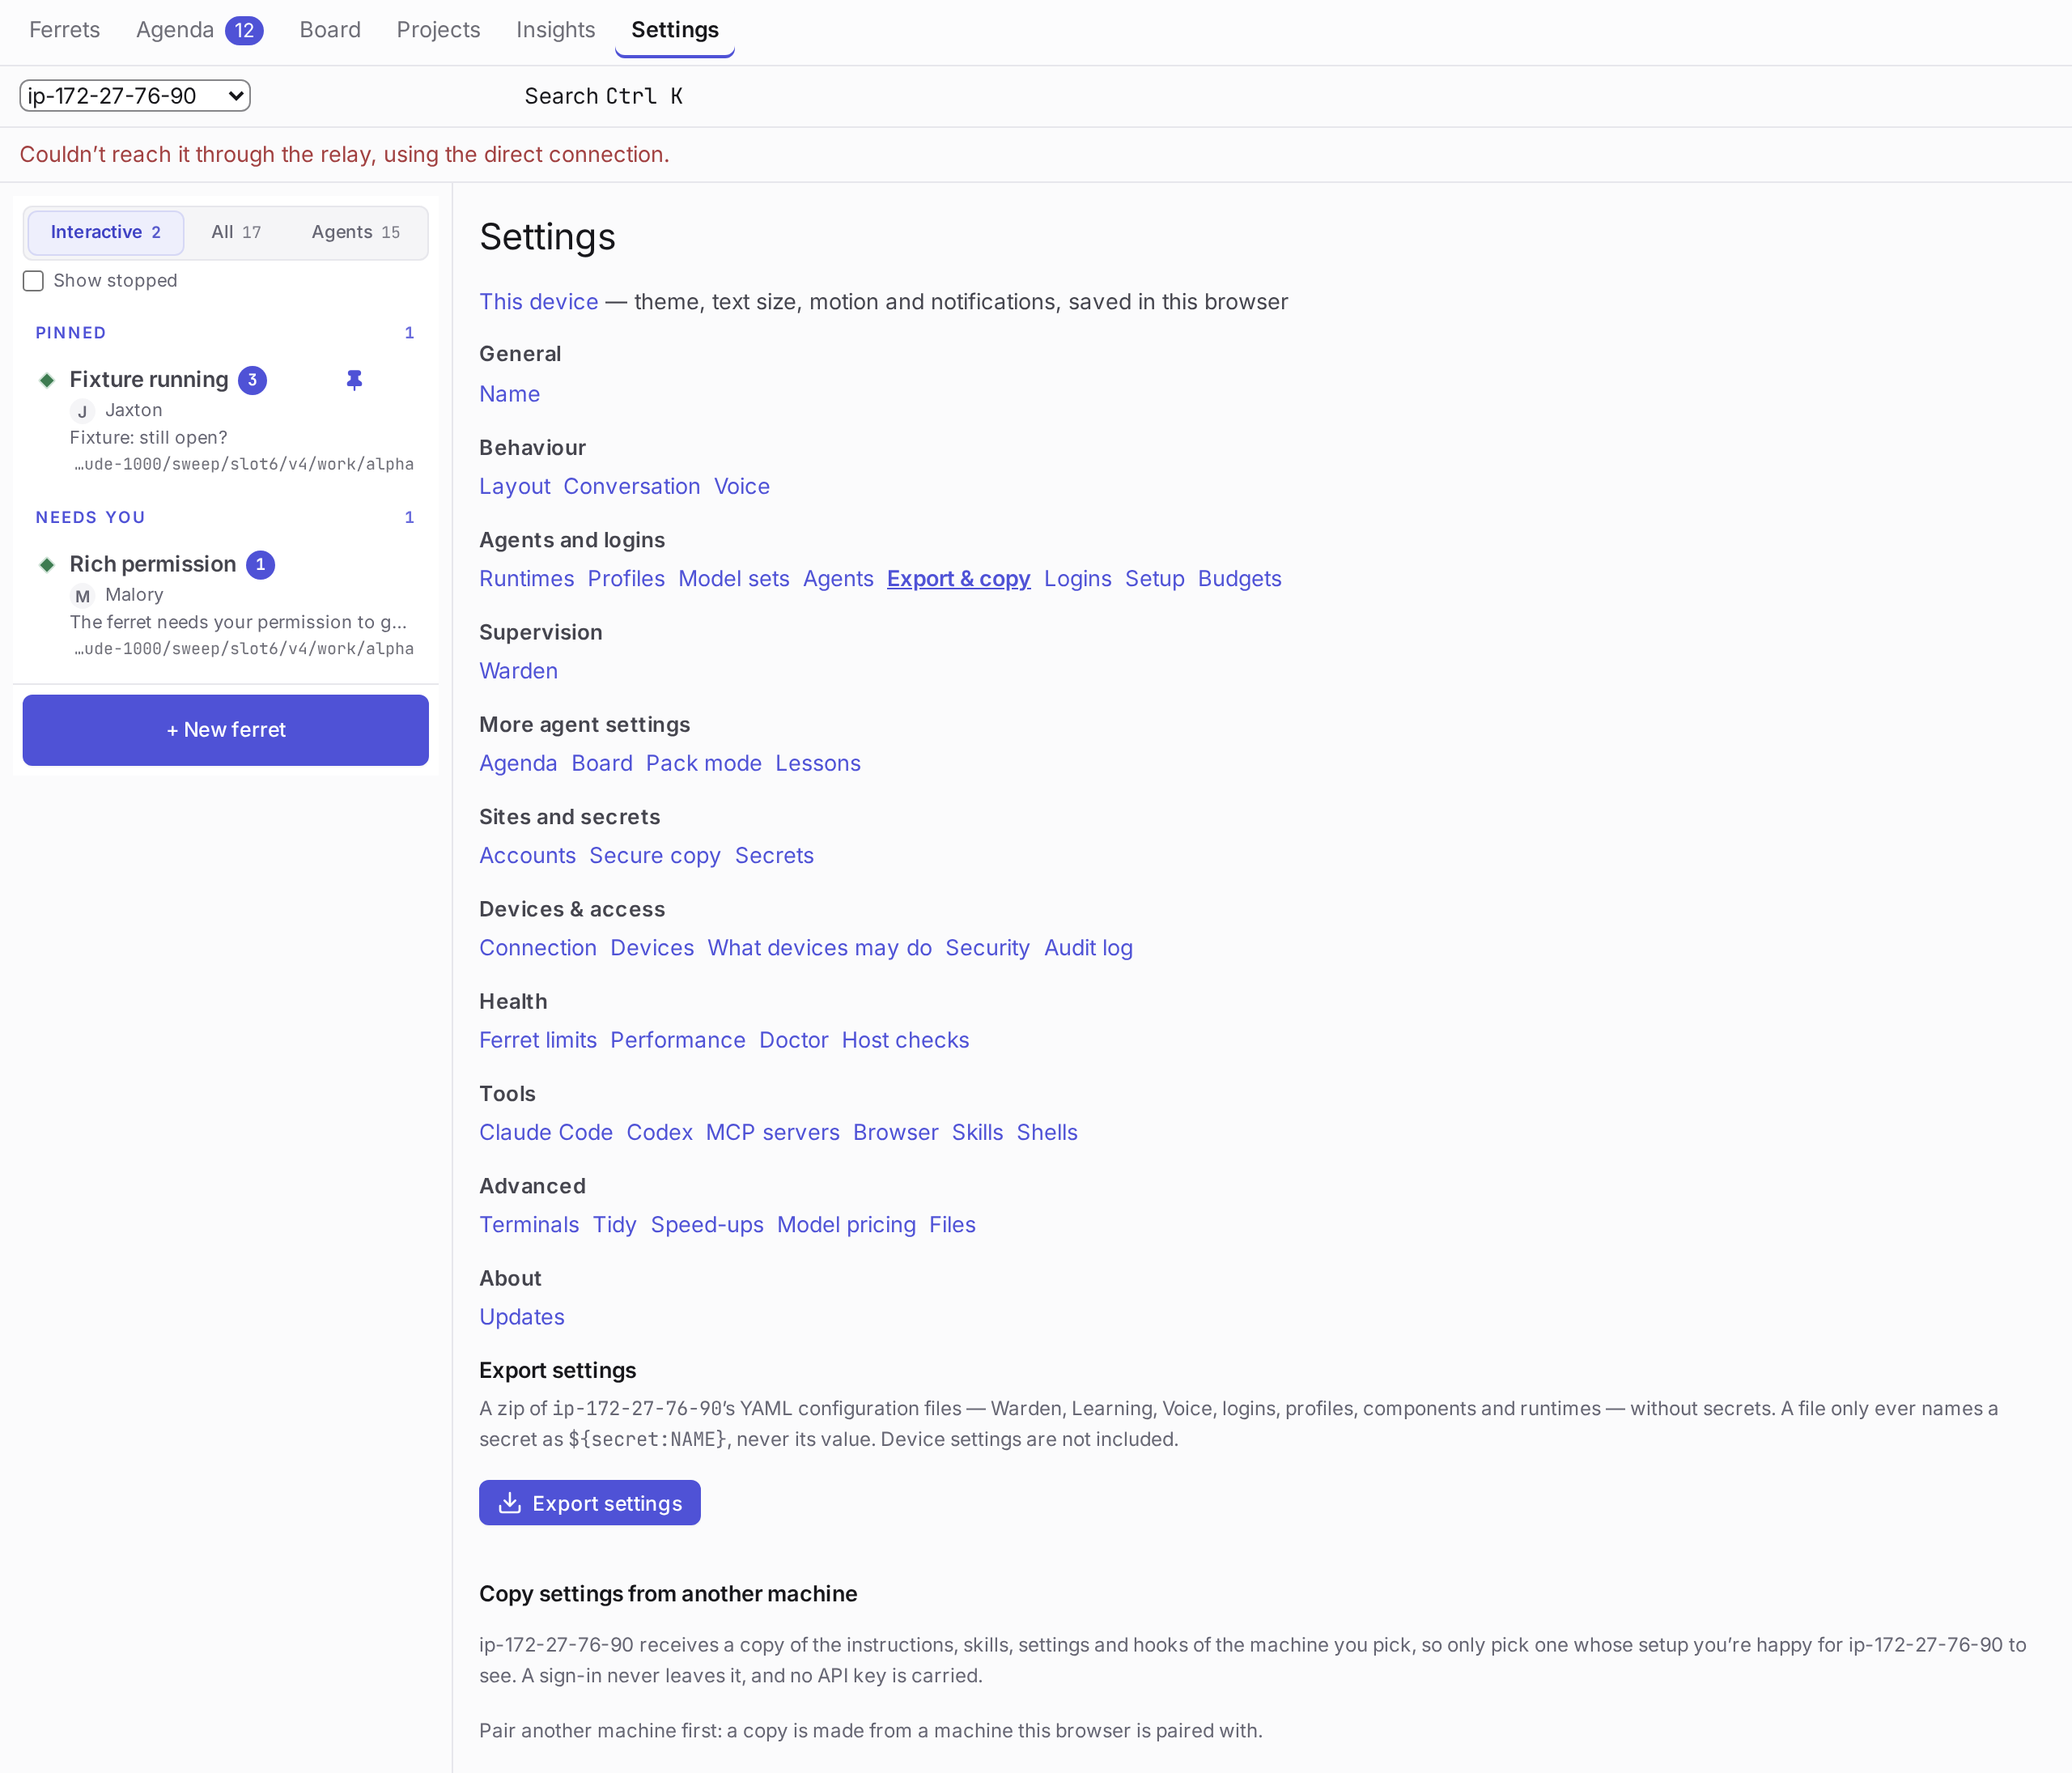 Ferrets Agenda 12 Board Projects Insights Settings
ip-172-27-76-90 Search Ctrl K
Couldn’t reach it through the relay, using the direct connection.
Interactive 2 All 17 Agents 15
Show stopped
PINNED 1
Fixture running 3
J Jaxton
Fixture: still open?
…ude-1000/sweep/slot6/v4/work/alpha
NEEDS YOU 1
Rich permission 1
M Malory
The ferret needs your permission to g…
…ude-1000/sweep/slot6/v4/work/alpha
+ New ferret
Settings
This device — theme, text size, motion and notifications, saved in this browser
General
Name
Behaviour
Layout Conversation Voice
Agents and logins
Runtimes Profiles Model sets Agents Export & copy Logins Setup Budgets
Supervision
Warden
More agent settings
Agenda Board Pack mode Lessons
Sites and secrets
Accounts Secure copy Secrets
Devices & access
Connection Devices What devices may do Security Audit log
Health
Ferret limits Performance Doctor Host checks
Tools
Claude Code Codex MCP servers Browser Skills Shells
Advanced
Terminals Tidy Speed-ups Model pricing Files
About
Updates
Export settings
A zip of ip-172-27-76-90’s YAML configuration files — Warden, Learning, Voice, logins, profiles, components and runtimes — without secrets. A file only ever names a
secret as ${secret:NAME}, never its value. Device settings are not included.
Export settings
Copy settings from another machine
ip-172-27-76-90 receives a copy of the instructions, skills, settings and hooks of the machine you pick, so only pick one whose setup you’re happy for ip-172-27-76-90 to
see. A sign-in never leaves it, and no API key is carried.
Pair another machine first: a copy is made from a machine this browser is paired with.